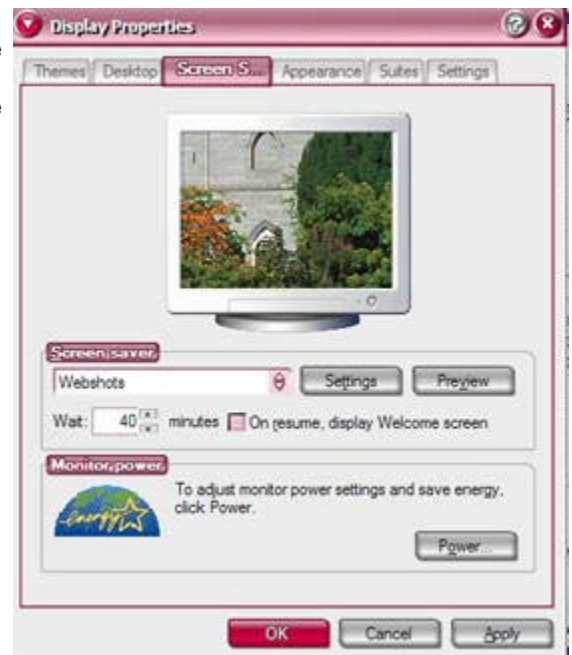 Display Properties
Themes Desktop Screen S... Appearance Suites Settings
Screen saver
Webshots Settings Preview
Wait: 40 minutes On resume, display Welcome screen
Monitor power
To adjust monitor power settings and save energy,
click Power.
energy
Power...
OK Cancel Apply